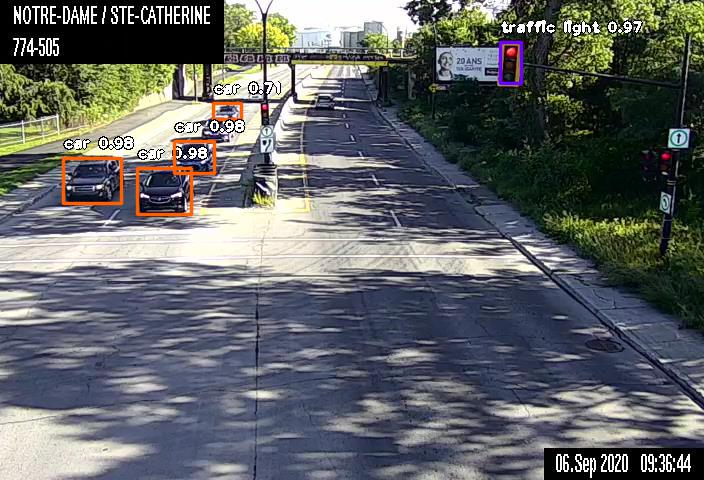 NOTRE-DAME / STE-CATHERINE
774-505
traffic light 0.97
car 0.71
car 0.98
car 0.98
car 0.98
20 ANS
06.Sep 2020 09:36:44